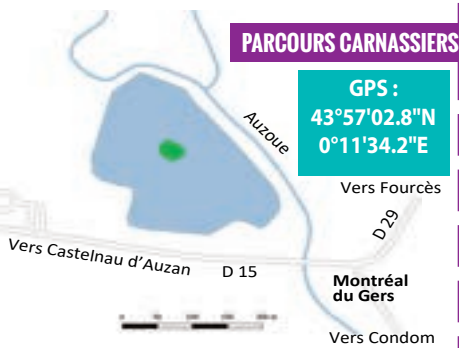 PARCOURS CARNASSIERS
GPS :
43°57'02.8"N
0°11'34.2"E
Auzoue
Vers Fourcès
D 29
Vers Castelnau d'Auzan
D 15
Montréal
du Gers
Vers Condom